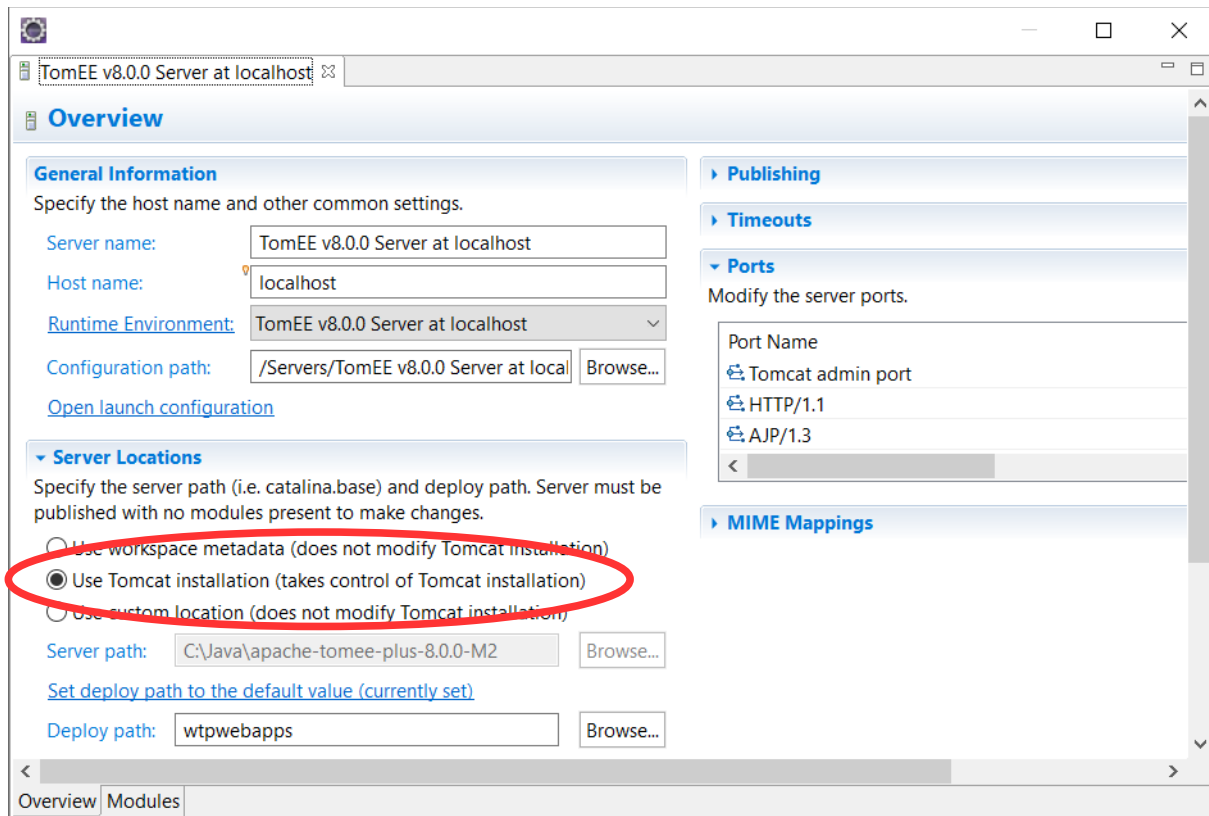 TomEE v8.0.0 Server at localhost
Overview
General Information
Specify the host name and other common settings.
Server name: TomEE v8.0.0 Server at localhost
Host name: localhost
Runtime Environment: TomEE v8.0.0 Server at localhost
Configuration path: /Servers/TomEE v8.0.0 Server at local Browse...
Open launch configuration
Server Locations
Specify the server path (i.e. catalina.base) and deploy path. Server must be
published with no modules present to make changes.
Use workspace metadata (does not modify Tomcat installation)
Use Tomcat installation (takes control of Tomcat installation)
Use custom location (does not modify Tomcat installation)
Server path: C:\Java\apache-tomee-plus-8.0.0-M2 Browse...
Set deploy path to the default value (currently set)
Deploy path: wtpwebapps Browse...
Publishing
Timeouts
Ports
Modify the server ports.
Port Name
Tomcat admin port
HTTP/1.1
AJP/1.3
MIME Mappings
Overview Modules